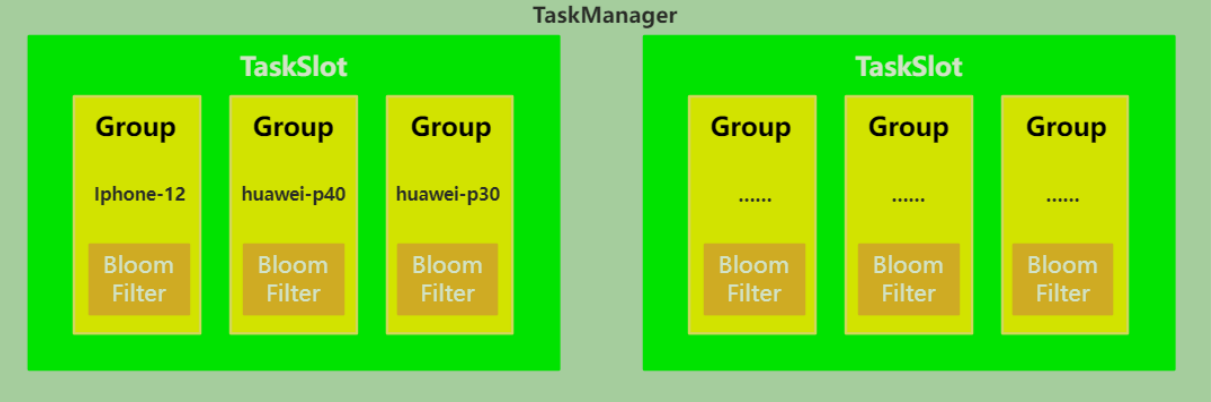 TaskManager
TaskSlot
Group
Iphone-12
Bloom
Filter
Group
huawei-p40
Bloom
Filter
Group
huawei-p30
Bloom
Filter
TaskSlot
Group
......
Bloom
Filter
Group
......
Bloom
Filter
Group
......
Bloom
Filter